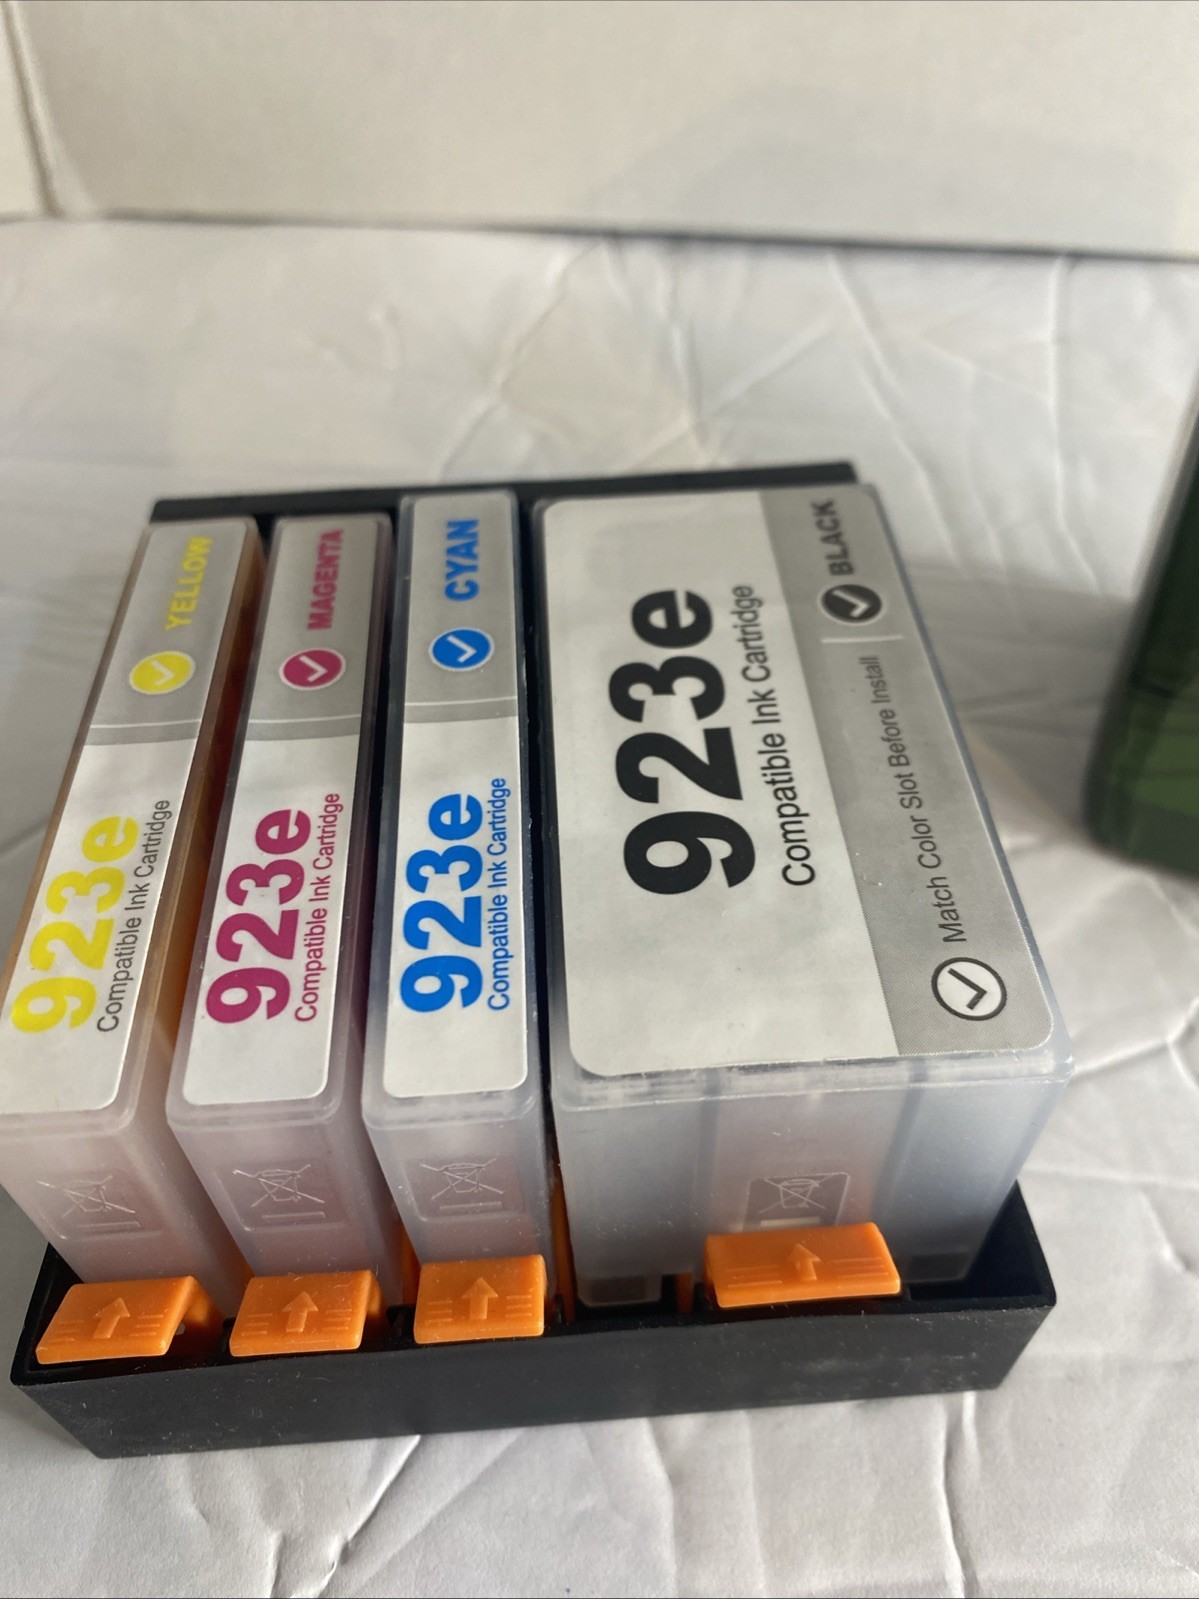 YELLOW
923e
Compatible Ink Cartridge
MAGENTA
923e
Compatible Ink Cartridge
CYAN
923e
Compatible Ink Cartridge
923e
Compatible Ink Cartridge
BLACK
Match Color Slot Before Install